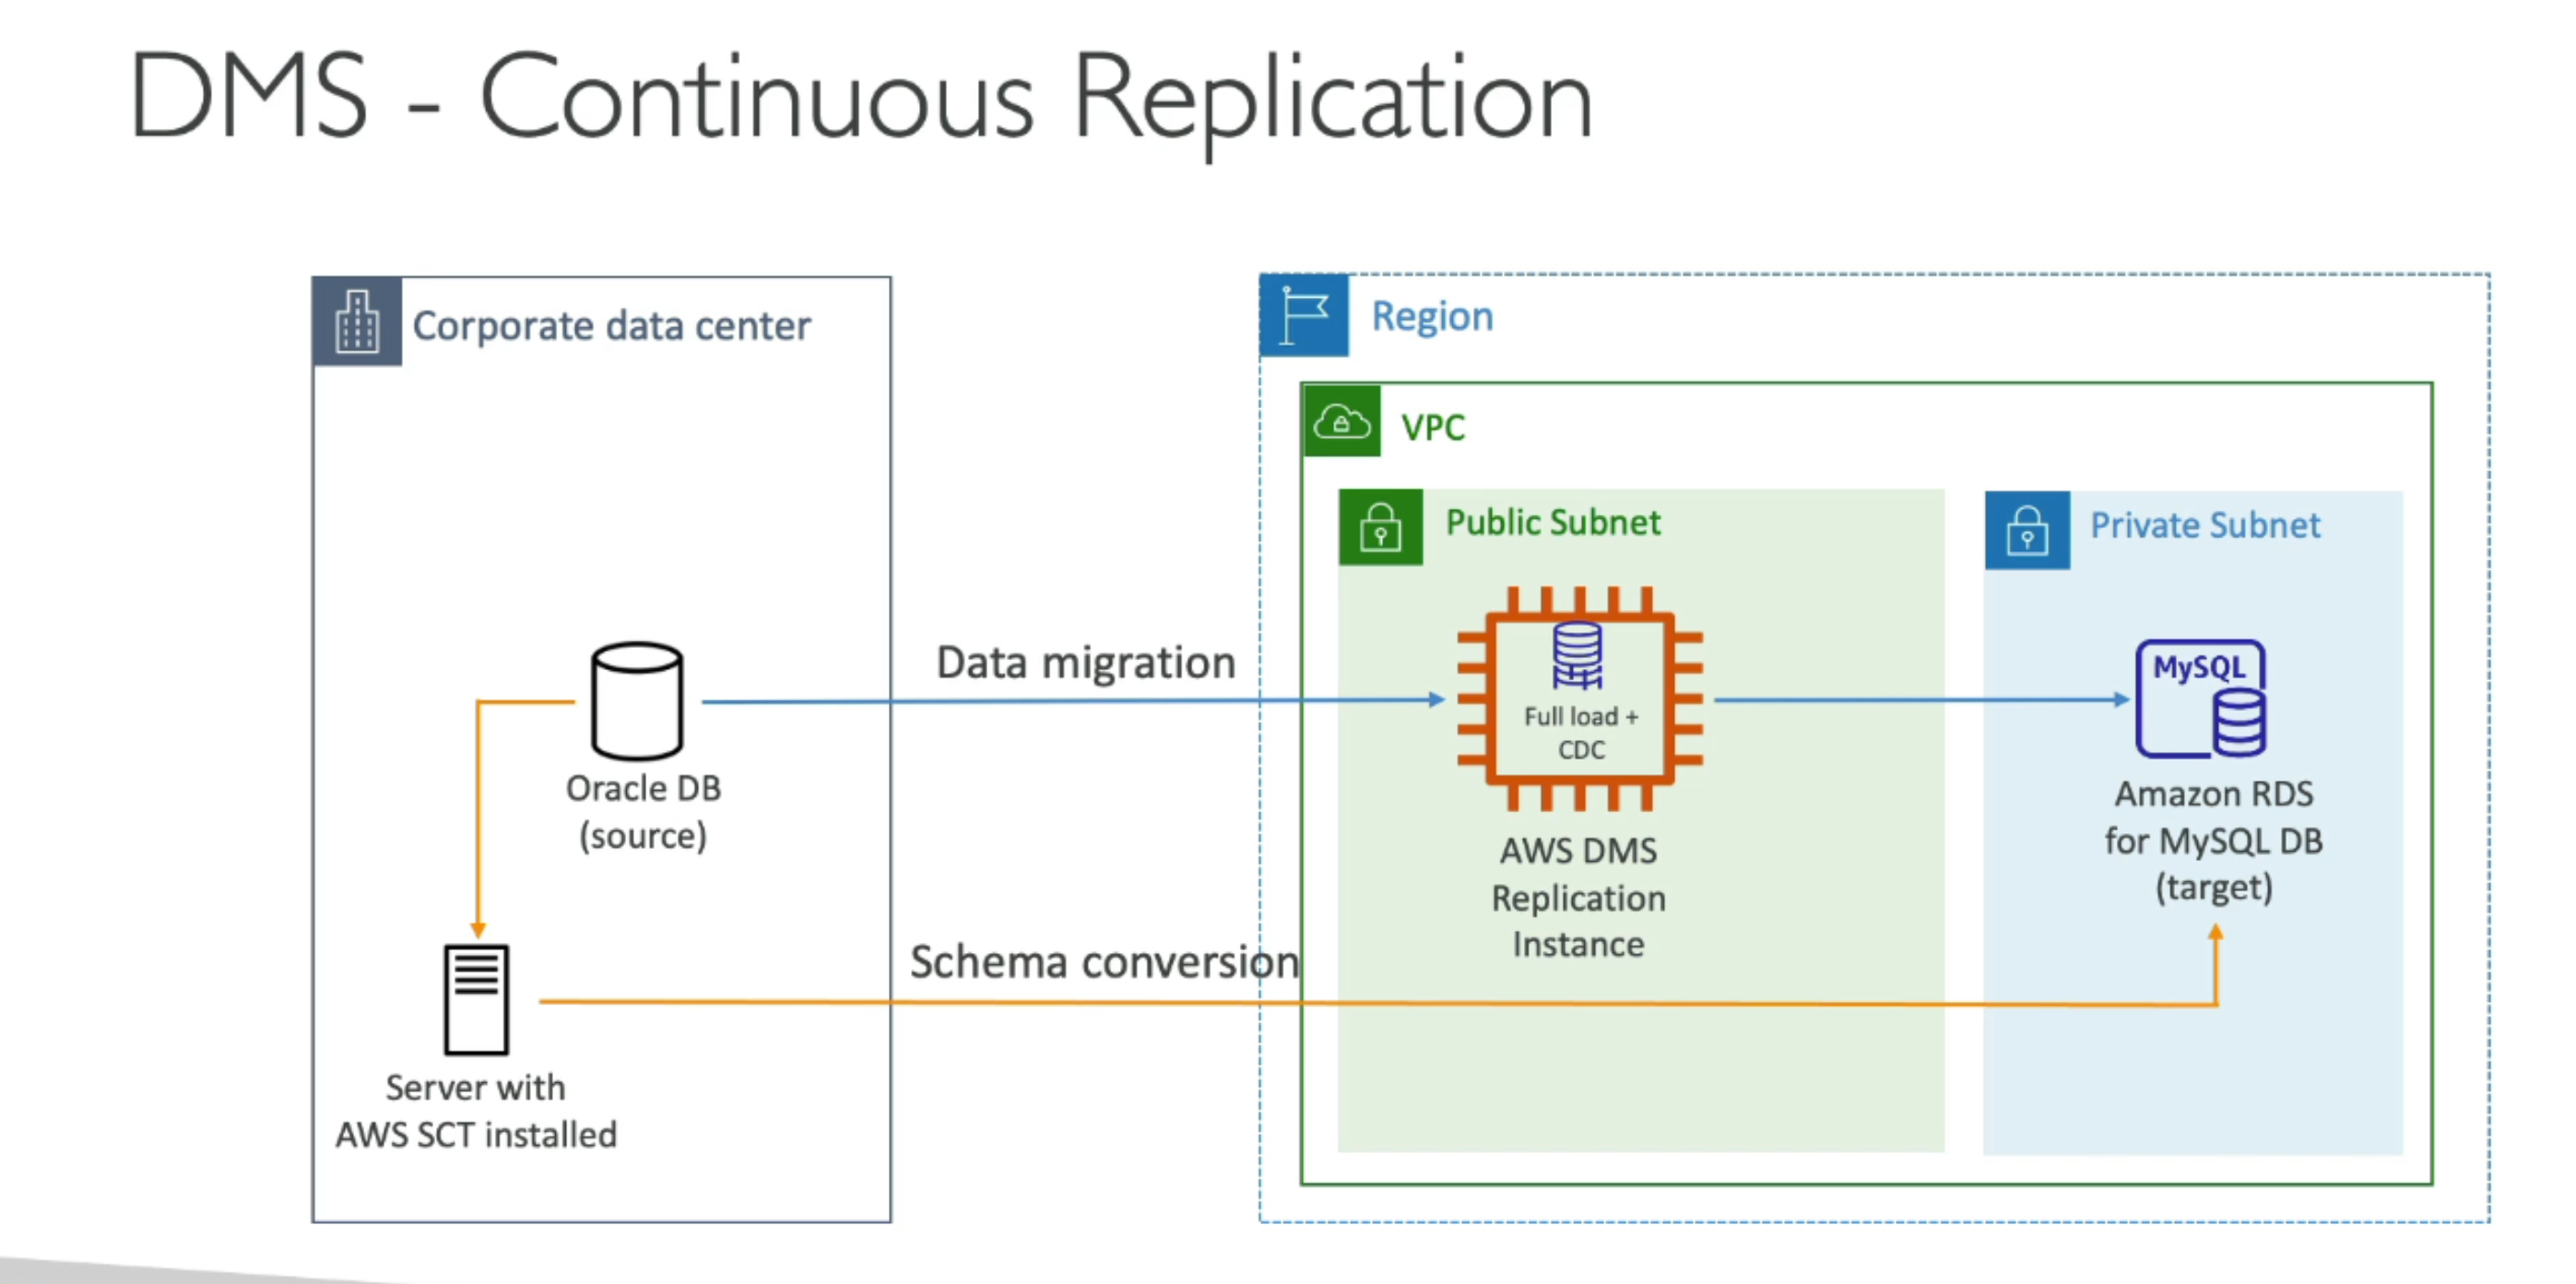 DMS - Continuous Replication
Corporate data center
Region
VPC
Public Subnet
Private Subnet
Data migration
Full load +
CDC
MySQL
Oracle DB
(source)
AWS DMS
Replication
Instance
Amazon RDS
for MySQL DB
(target)
Schema conversion
Server with
AWS SCT installed